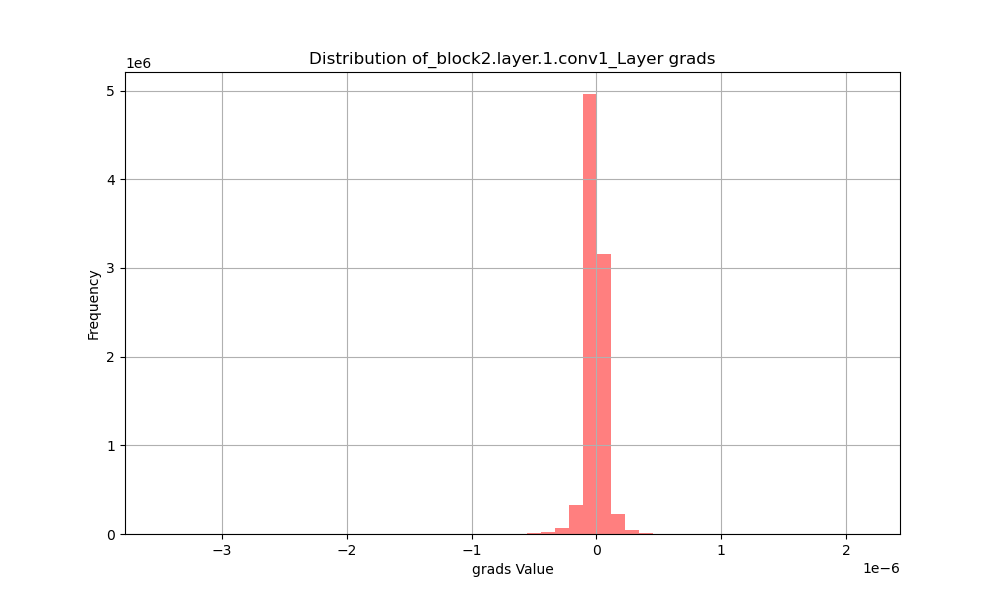 Distribution of_block2.layer.1.conv1_Layer grads
1e6
5
4
3
2
1
0
Frequency
−3 −2 −1 0 1 2
1e−6
grads Value